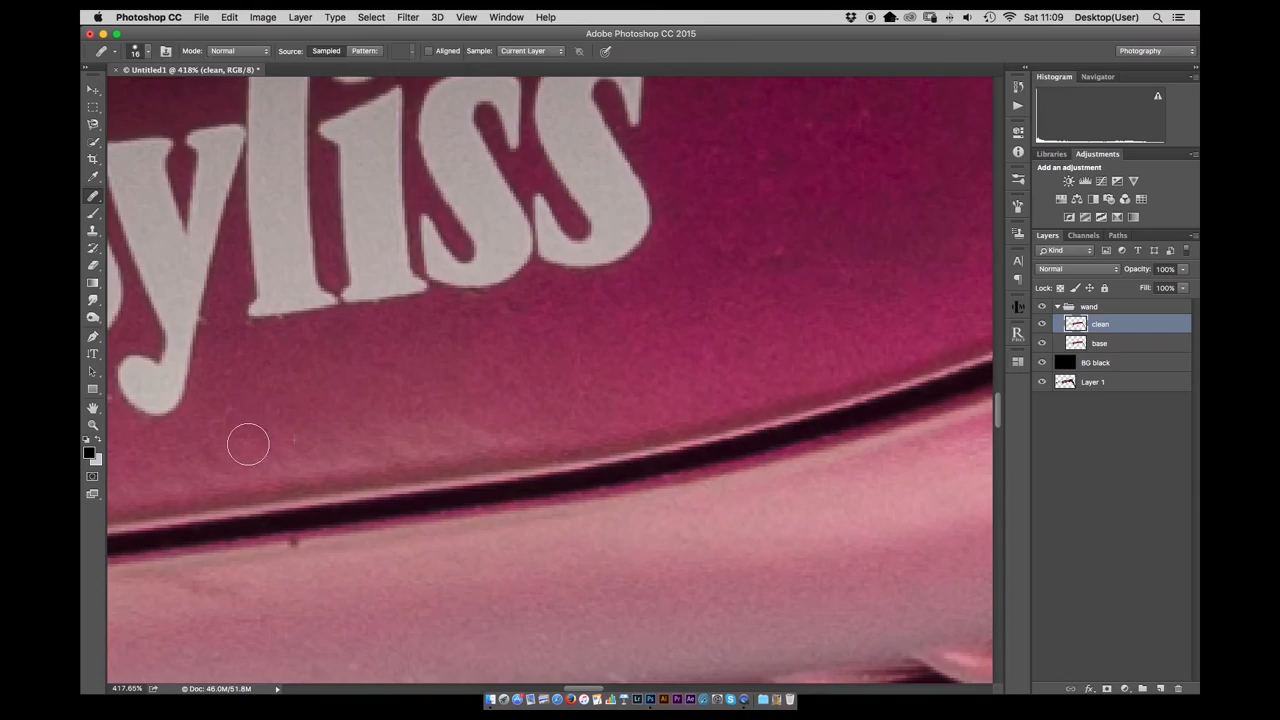 Photoshop CC File Edit Image Layer Type Select Filter 3D View Window Help Sat 11:09 Desktop(User)
Adobe Photoshop CC 2015
16 Mode: Normal Source: Sampled Pattern: Aligned Sample: Current Layer Photography
× © Untitled1 @ 418% (clean, RGB/8) *
Histogram Navigator
yliss
Libraries Adjustments
Add an adjustment
Layers Channels Paths
Kind
Normal Opacity: 100%
Lock: Fill: 100%
wand
clean
base
BG black
Layer 1
417.65% © Doc: 46.0M/51.8M